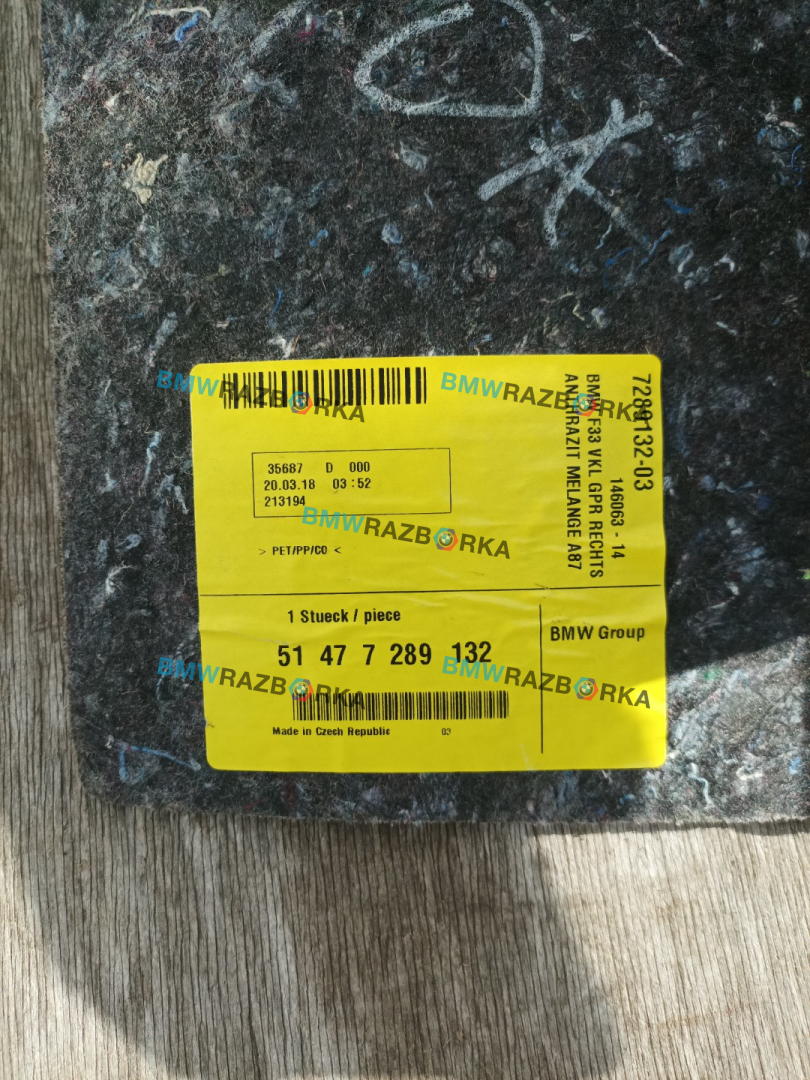 35687 D 000
20.03.18 03:52
213194
> PET/PP/CO <
7289132-03
146063 - 14
BMW F33 VKL GPR RECHTS
ANTHRAZIT MELANGE A87
1 Stueck / piece
51 47 7 289 132
Made in Czech Republic 03
BMW Group
BMWRAZBORKA
BMWRAZBORKA
BMWRAZBORKA
BMWRAZBORKA
BMWRAZBORKA